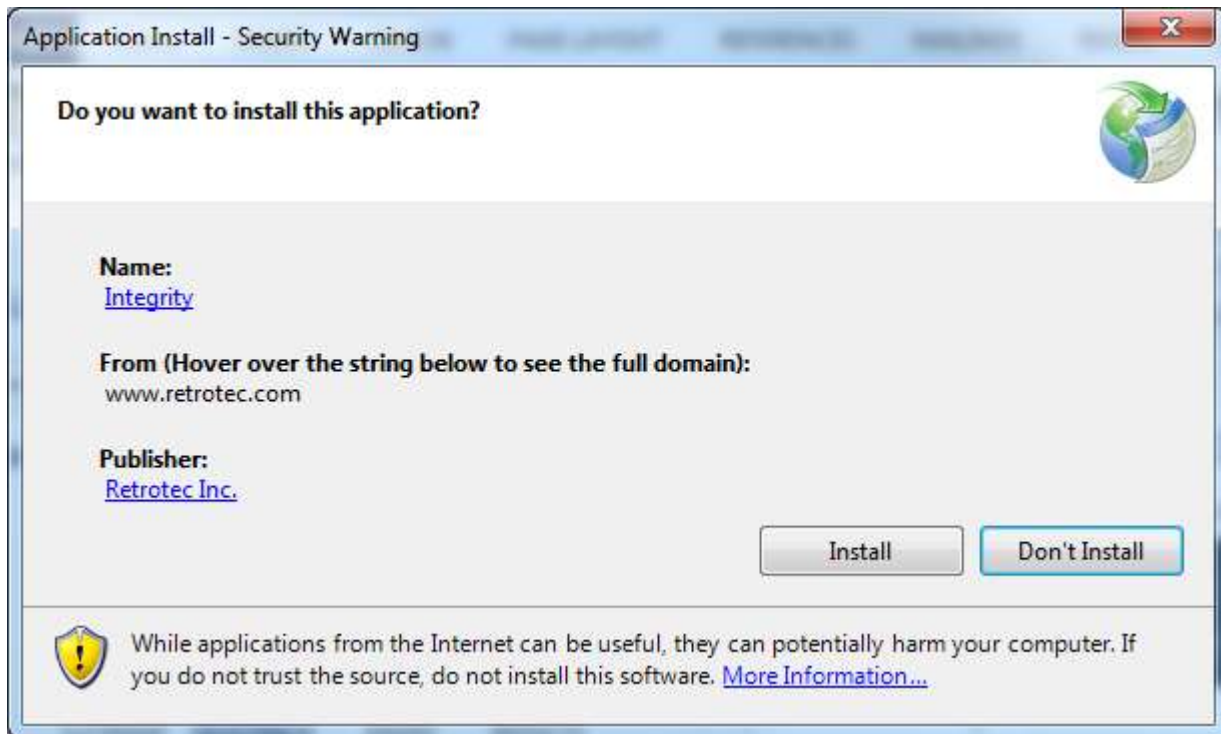 Application Install - Security Warning
Do you want to install this application?
Name:
Integrity
From (Hover over the string below to see the full domain):
www.retrotec.com
Publisher:
Retrotec Inc.
Install
Don't Install
While applications from the Internet can be useful, they can potentially harm your computer. If
you do not trust the source, do not install this software. More Information...